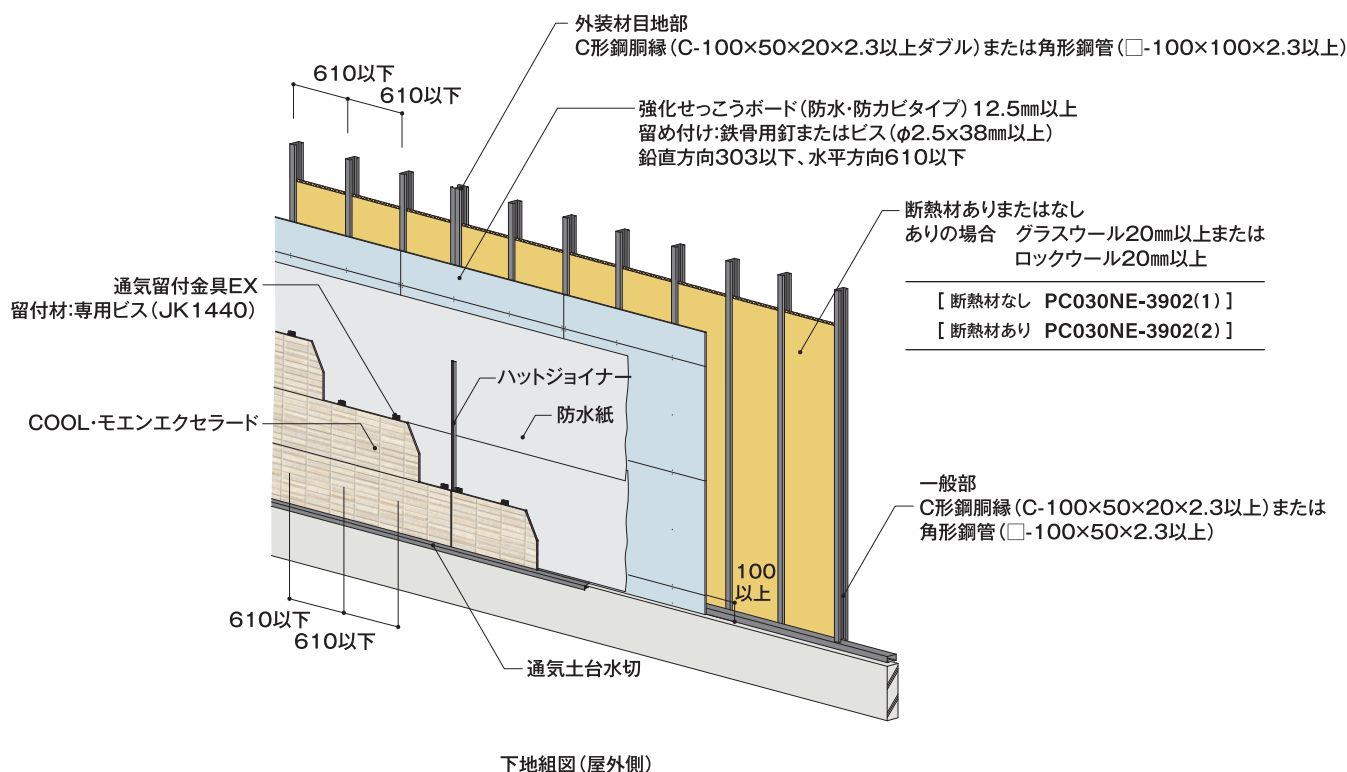 外装材目地部
C形鋼胴縁(C-100×50×20×2.3以上ダブル)または角形鋼管(□-100×100×2.3以上)
610以下
610以下
強化せっこうボード(防水・防カビタイプ)12.5㎜以上
留め付け:鉄骨用釘またはビス(φ2.5x38㎜以上)
鉛直方向303以下、水平方向610以下
断熱材ありまたはなし
ありの場合 グラスウール20㎜以上または
ロックウール20㎜以上
[ 断熱材なし PC030NE-3902(1) ]
[ 断熱材あり PC030NE-3902(2) ]
通気留付金具EX
留付材:専用ビス(JK1440)
ハットジョイナー
防水紙
COOL・モエンエクセラード
一般部
C形鋼胴縁(C-100×50×20×2.3以上)または
角形鋼管(□-100×50×2.3以上)
100
以上
610以下
610以下
通気土台水切
下地組図(屋外側)